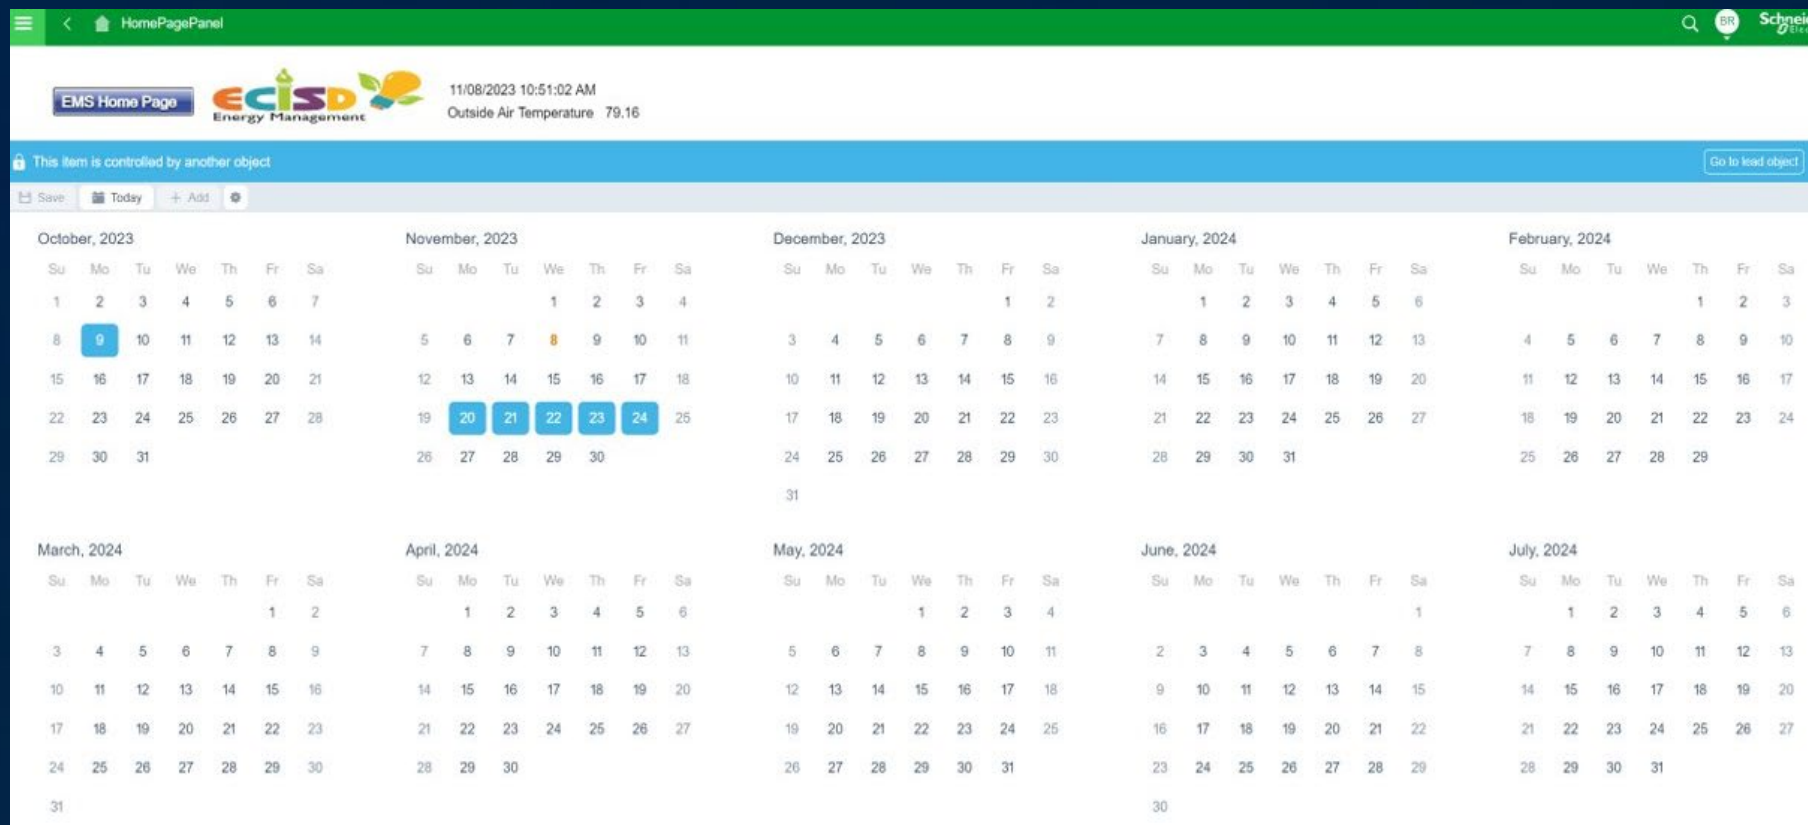 HomePagePanel
BR
EMS Home Page
ECISD
Energy Management
11/08/2023 10:51:02 AM
Outside Air Temperature 79.16
This item is controlled by another object
Go to lead object
Save Today + Add
October, 2023
Su Mo Tu We Th Fr Sa
1 2 3 4 5 6 7
8 9 10 11 12 13 14
15 16 17 18 19 20 21
22 23 24 25 26 27 28
29 30 31
November, 2023
Su Mo Tu We Th Fr Sa
1 2 3 4
5 6 7 8 9 10 11
12 13 14 15 16 17 18
19 20 21 22 23 24 25
26 27 28 29 30
December, 2023
Su Mo Tu We Th Fr Sa
1 2
3 4 5 6 7 8 9
10 11 12 13 14 15 16
17 18 19 20 21 22 23
24 25 26 27 28 29 30
31
January, 2024
Su Mo Tu We Th Fr Sa
1 2 3 4 5 6
7 8 9 10 11 12 13
14 15 16 17 18 19 20
21 22 23 24 25 26 27
28 29 30 31
February, 2024
Su Mo Tu We Th Fr Sa
1 2 3
4 5 6 7 8 9 10
11 12 13 14 15 16 17
18 19 20 21 22 23 24
25 26 27 28 29
March, 2024
Su Mo Tu We Th Fr Sa
1 2
3 4 5 6 7 8 9
10 11 12 13 14 15 16
17 18 19 20 21 22 23
24 25 26 27 28 29 30
31
April, 2024
Su Mo Tu We Th Fr Sa
1 2 3 4 5 6
7 8 9 10 11 12 13
14 15 16 17 18 19 20
21 22 23 24 25 26 27
28 29 30
May, 2024
Su Mo Tu We Th Fr Sa
1 2 3 4
5 6 7 8 9 10 11
12 13 14 15 16 17 18
19 20 21 22 23 24 25
26 27 28 29 30 31
June, 2024
Su Mo Tu We Th Fr Sa
1
2 3 4 5 6 7 8
9 10 11 12 13 14 15
16 17 18 19 20 21 22
23 24 25 26 27 28 29
30
July, 2024
Su Mo Tu We Th Fr Sa
1 2 3 4 5 6
7 8 9 10 11 12 13
14 15 16 17 18 19 20
21 22 23 24 25 26 27
28 29 30 31